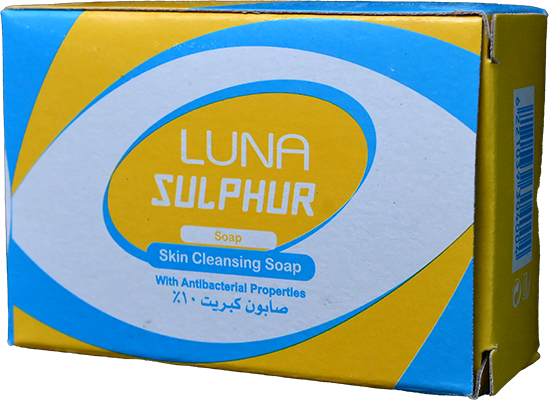 LUNA
SULPHUR
Soap
Skin Cleansing Soap
With Antibacterial Properties
صابون كبريت ١٠٪